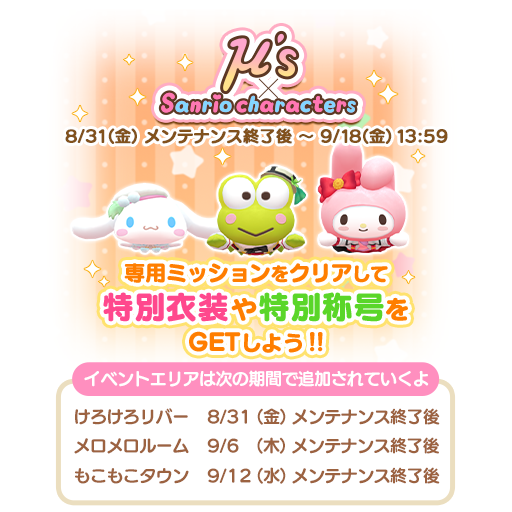 μ's
×
Sanrio characters
8/31(金) メンテナンス終了後 ～ 9/18(金) 13:59
専用ミッションをクリアして
特別衣装や特別称号を
GETしよう!!
イベントエリアは次の期間で追加されていくよ
けろけろリバー 8/31 (金) メンテナンス終了後
メロメロルーム 9/6 (木) メンテナンス終了後
もこもこタウン 9/12 (水) メンテナンス終了後